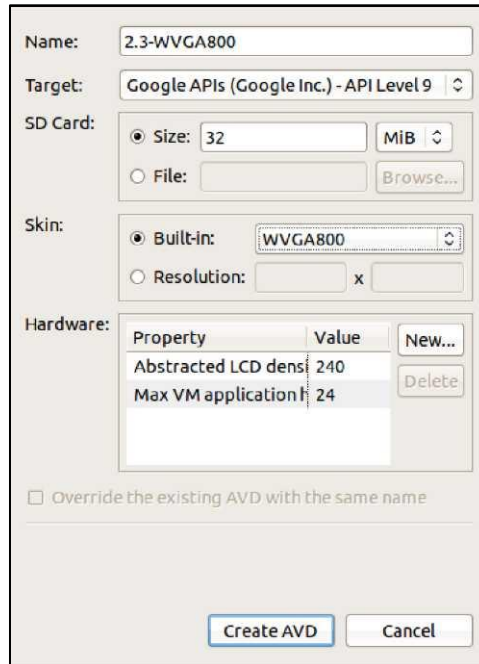 Name: 2.3-WVGA800
Target: Google APIs (Google Inc.) - API Level 9
SD Card:
Size: 32 MiB
File: Browse...
Skin:
Built-in: WVGA800
Resolution: x
Hardware:
Property Value New...
Abstracted LCD densi 240 Delete
Max VM application h 24
Override the existing AVD with the same name
Create AVD Cancel